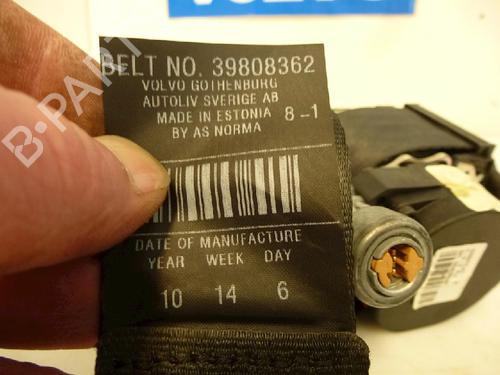 BELT NO. 39808362
VOLVO GOTHENBURG
AUTOLIV SVERIGE AB
MADE IN ESTONIA 8-1
BY AS NORMA
DATE OF MANUFACTURE
YEAR WEEK DAY
10 14 6
B-PARTS